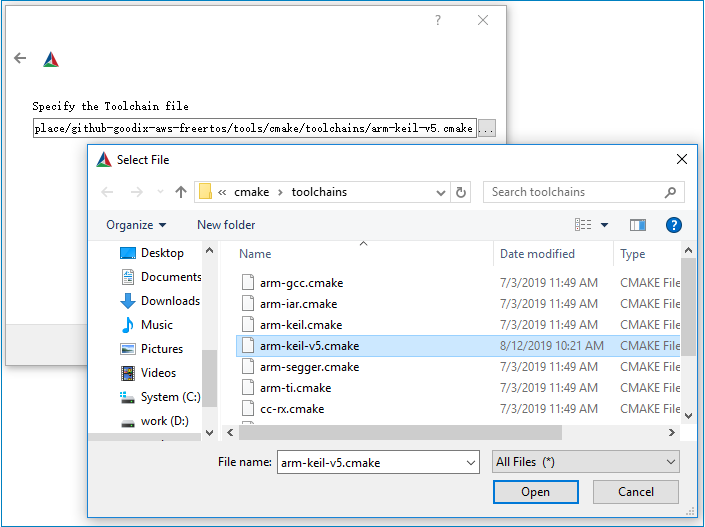 ?
Specify the Toolchain file
place/github-goodix-aws-freertos/tools/cmake/toolchains/arm-keil-v5.cmake ...
Select File
« cmake › toolchains
Search toolchains
Organize New folder
?
Name Date modified Type
Desktop
Documents
Downloads
Music
Pictures
Videos
System (C:)
work (D:)
arm-gcc.cmake 7/3/2019 11:49 AM CMAKE File
arm-iar.cmake 7/3/2019 11:49 AM CMAKE File
arm-keil.cmake 7/3/2019 11:49 AM CMAKE File
arm-keil-v5.cmake 8/12/2019 10:21 AM CMAKE File
arm-segger.cmake 7/3/2019 11:49 AM CMAKE File
arm-ti.cmake 7/3/2019 11:49 AM CMAKE File
cc-rx.cmake 7/3/2019 11:49 AM CMAKE File
File name: arm-keil-v5.cmake All Files (*)
Open Cancel